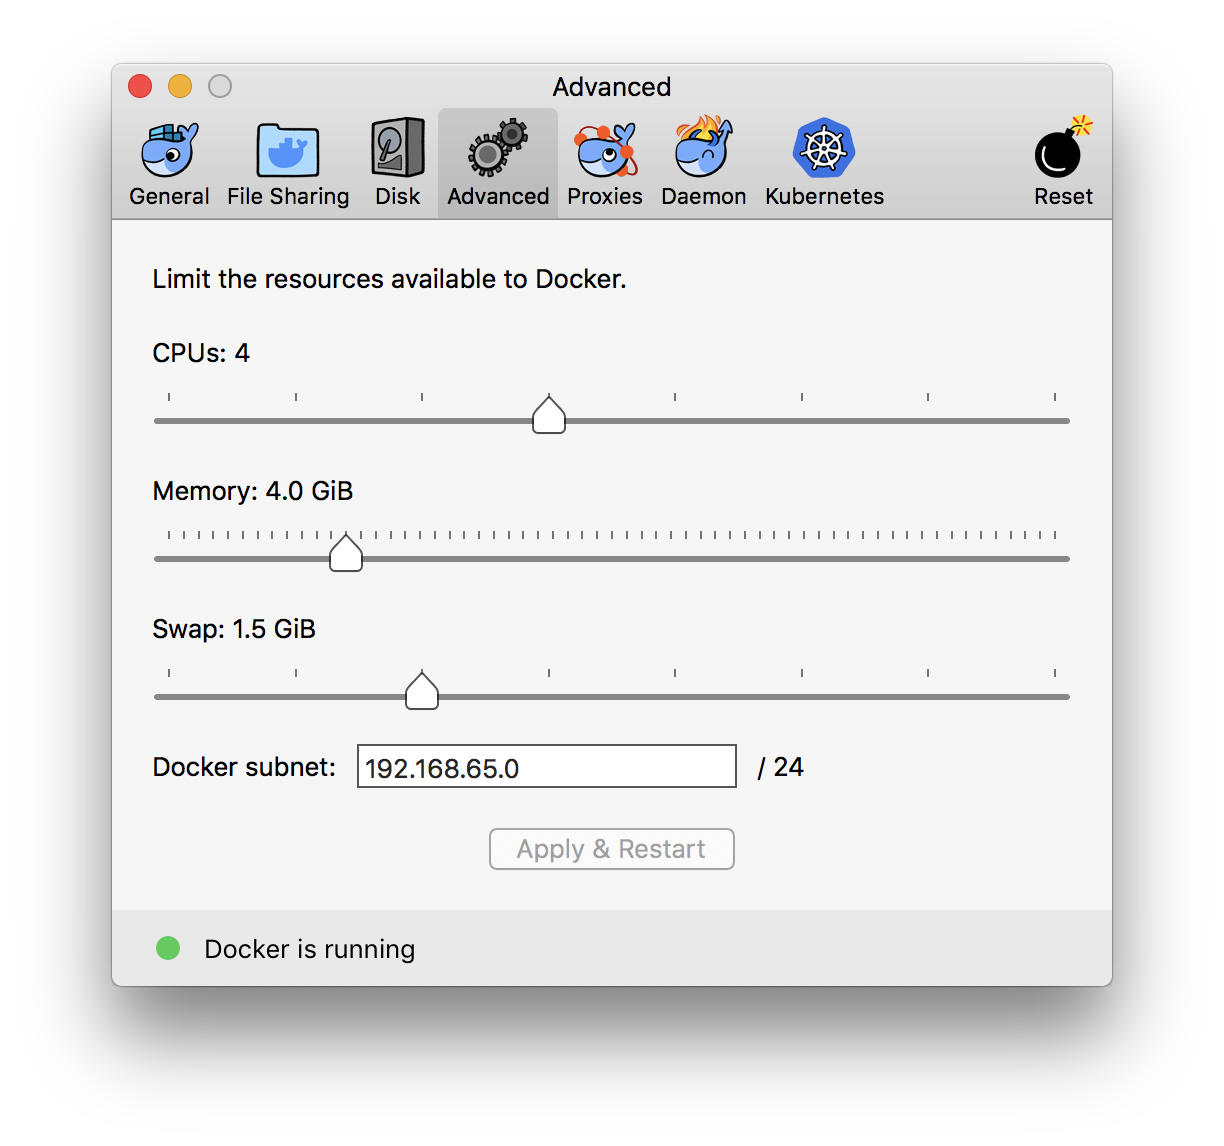 Advanced
General File Sharing Disk Advanced Proxies Daemon Kubernetes Reset
Limit the resources available to Docker.
CPUs: 4
Memory: 4.0 GiB
Swap: 1.5 GiB
Docker subnet: 192.168.65.0 / 24
Apply & Restart
Docker is running